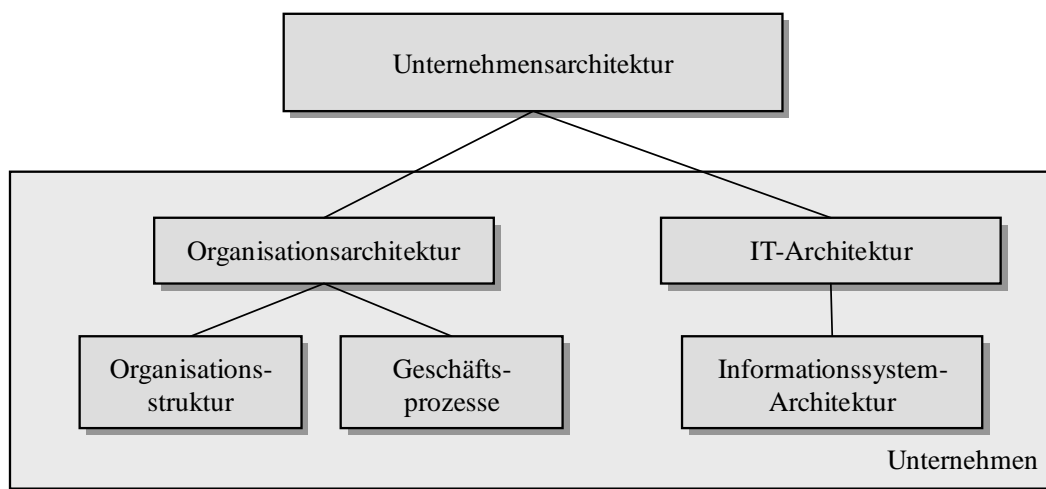 Unternehmensarchitektur
Organisationsarchitektur
IT-Architektur
Organisations-
struktur
Geschäfts-
prozesse
Informationssystem-
Architektur
Unternehmen